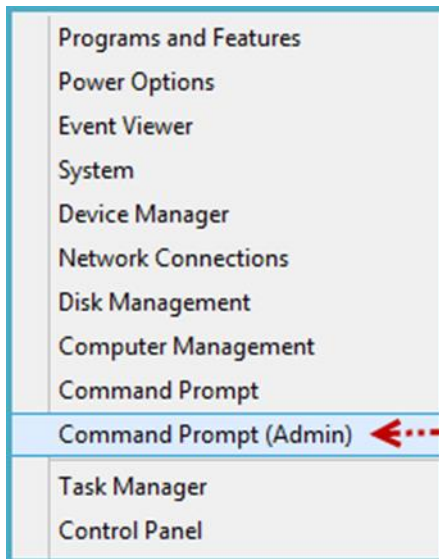 Programs and Features
Power Options
Event Viewer
System
Device Manager
Network Connections
Disk Management
Computer Management
Command Prompt
Command Prompt (Admin)
Task Manager
Control Panel